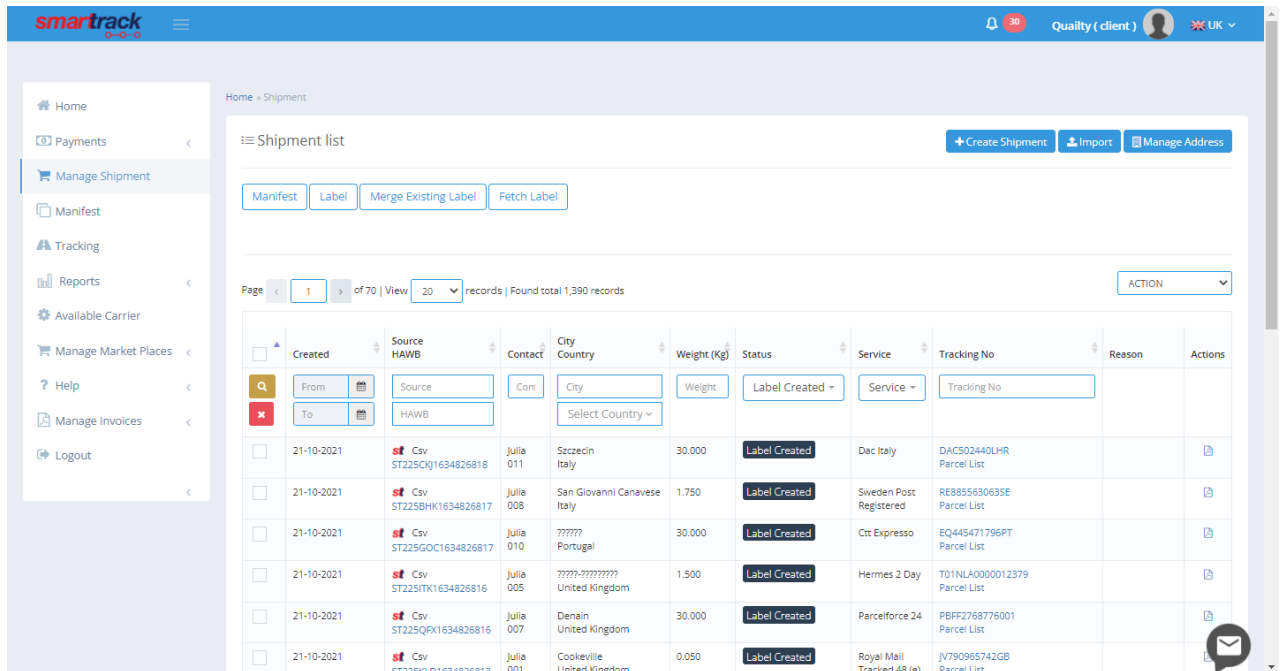 smartrack
30
Quailty ( client )
UK
Home
Payments
Manage Shipment
Manifest
Tracking
Reports
Available Carrier
Manage Market Places
Help
Manage Invoices
Logout
Home » Shipment
Shipment list
Create Shipment
Import
Manage Address
Manifest
Label
Merge Existing Label
Fetch Label
Page 1 of 70 | View 20 records | Found total 1,390 records
ACTION
Created
Source
HAWB
Contact
City
Country
Weight (Kg)
Status
Service
Tracking No
Reason
Actions
From
Source
Con
City
Weight
Label Created
Service
Tracking No
To
HAWB
Select Country
21-10-2021 st Csv Julia Szczecin 30.000 Label Created Dac Italy DAC502440LHR
ST225CKJ1634826818 011 Italy Parcel List
21-10-2021 st Csv Julia San Giovanni Canavese 1.750 Label Created Sweden Post RE885563063SE
ST225BHK1634826817 008 Italy Registered Parcel List
21-10-2021 st Csv Julia ?????? 30.000 Label Created Ctt Expresso EQ445471796PT
ST225GOC1634826817 010 Portugal Parcel List
21-10-2021 st Csv Julia ?????-????????? 1.500 Label Created Hermes 2 Day T01NLA0000012379
ST225ITK1634826816 005 United Kingdom Parcel List
21-10-2021 st Csv Julia Denain 30.000 Label Created Parcelforce 24 PBFF2768776001
ST225QFX1634826816 007 United Kingdom Parcel List
21-10-2021 st Csv Julia Cookeville 0.050 Label Created Royal Mail JV790965742GB
ST225KLD1634826813 001 United Kingdom Tracked 48 (e) Parcel List